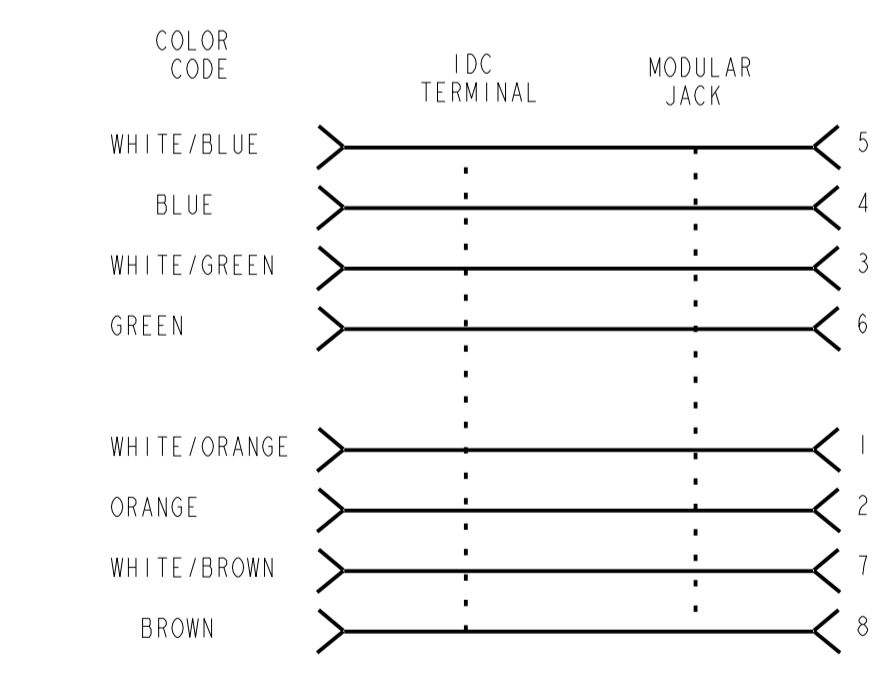 COLOR
CODE
IDC
TERMINAL
MODULAR
JACK
WHITE/BLUE 5
BLUE 4
WHITE/GREEN 3
GREEN 6
WHITE/ORANGE 1
ORANGE 2
WHITE/BROWN 7
BROWN 8